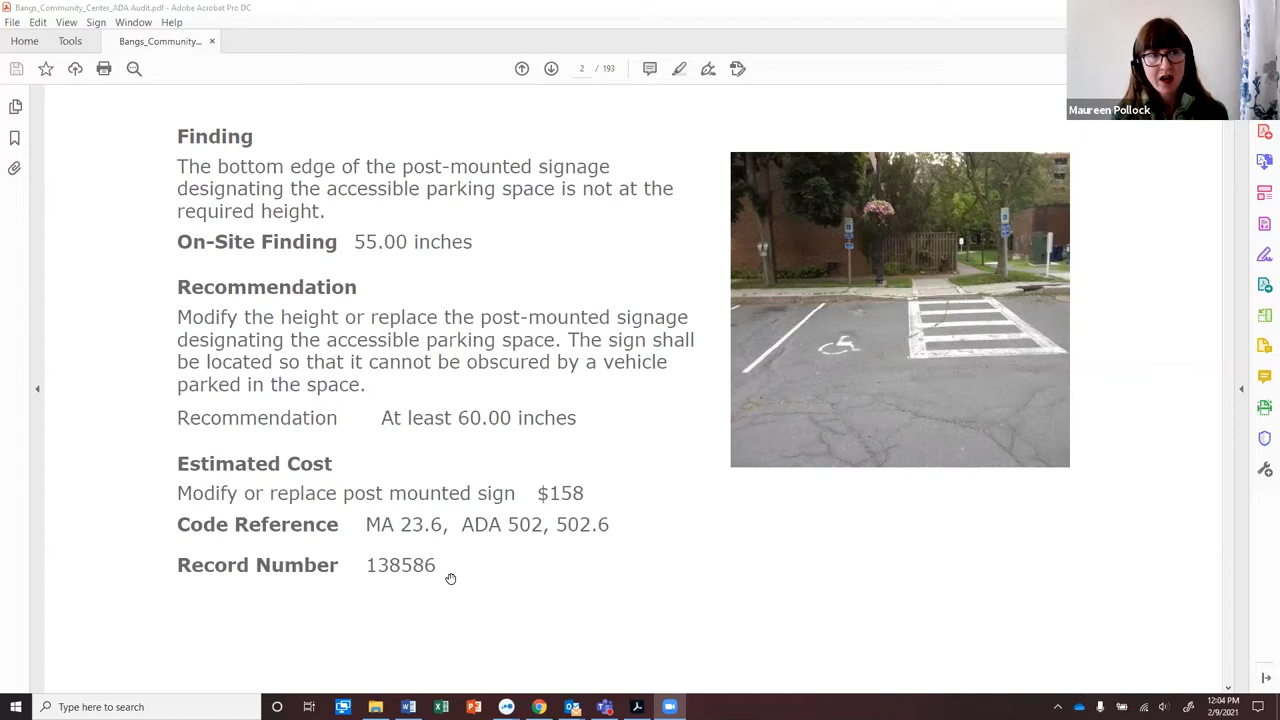 Bangs_Community_Center_ADA Audit.pdf - Adobe Acrobat Pro DC
File Edit View Sign Window Help
Home Tools Bangs_Community... ×
2 / 193
Maureen Pollock
Finding
The bottom edge of the post-mounted signage
designating the accessible parking space is not at the
required height.
On-Site Finding 55.00 inches
Recommendation
Modify the height or replace the post-mounted signage
designating the accessible parking space. The sign shall
be located so that it cannot be obscured by a vehicle
parked in the space.
Recommendation At least 60.00 inches
Estimated Cost
Modify or replace post mounted sign $158
Code Reference MA 23.6, ADA 502, 502.6
Record Number 138586
Type here to search
12:04 PM
2/9/2021